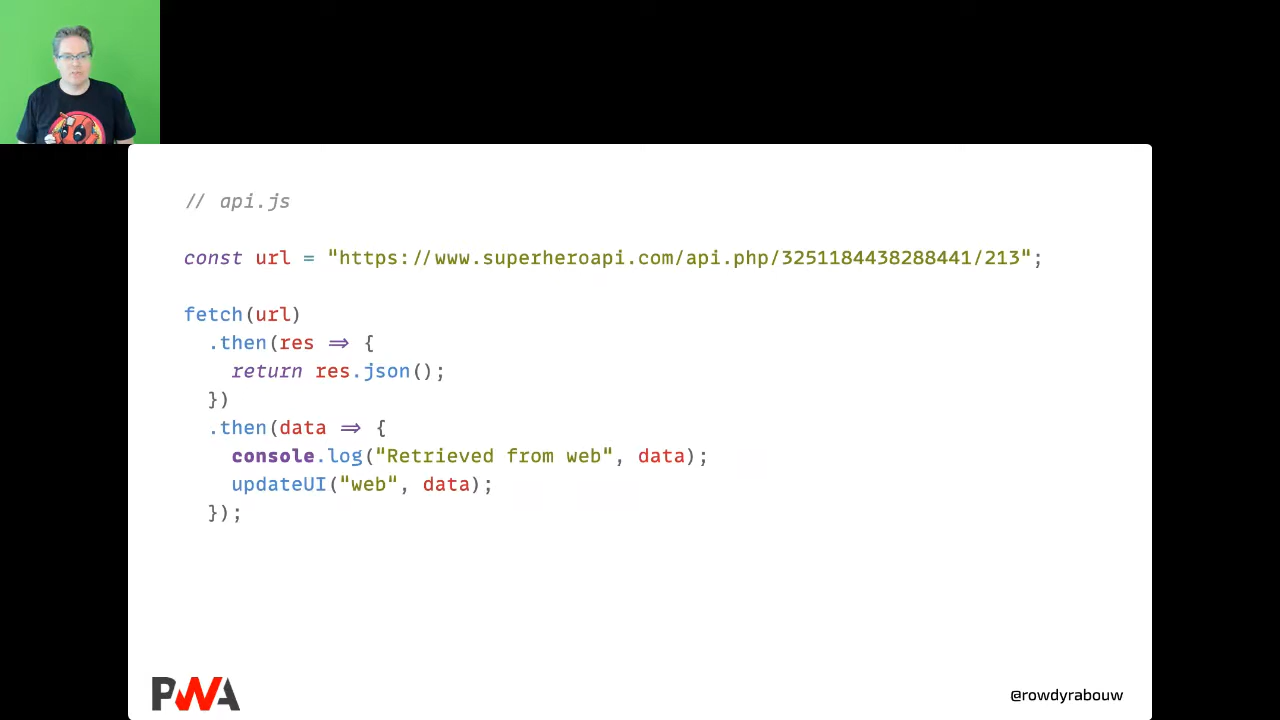 // api.js
const url = "https://www.superheroapi.com/api.php/3251184438288441/213";
fetch(url)
.then(res => {
return res.json();
})
.then(data => {
console.log("Retrieved from web", data);
updateUI("web", data);
});
PWA
@rowdyrabouw